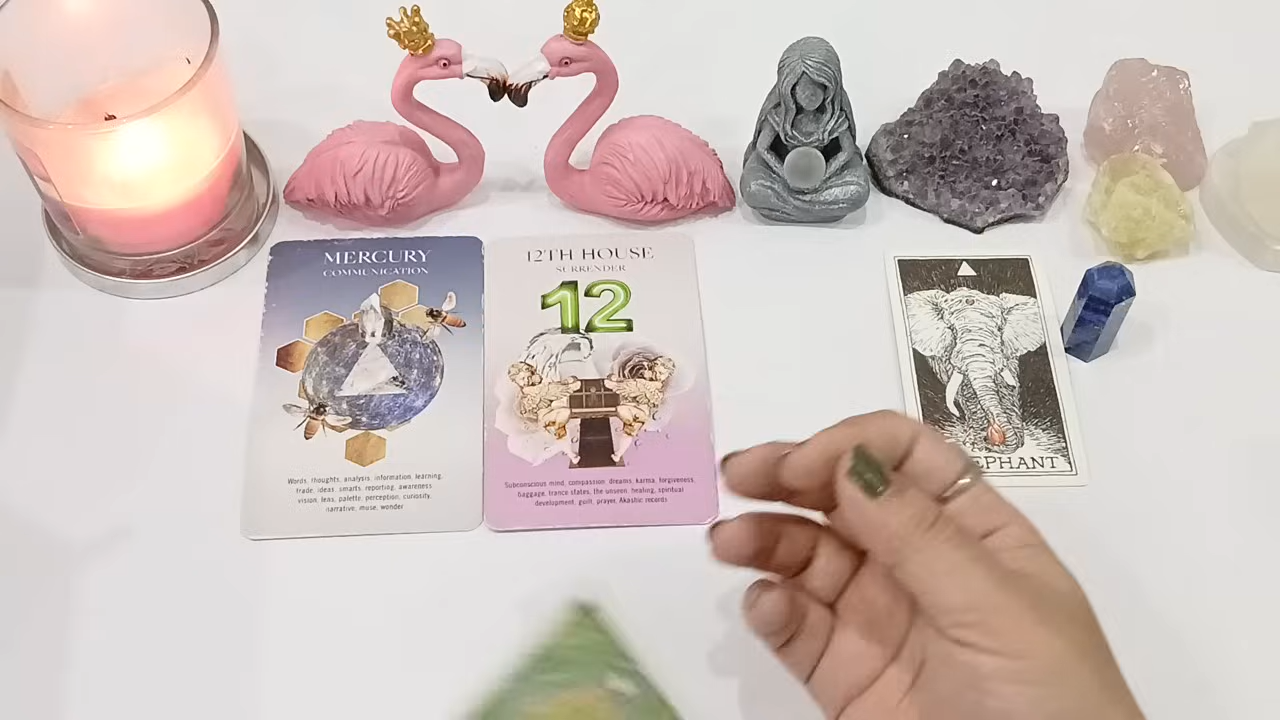 MERCURY
COMMUNICATION
Words, thoughts, analysis, information, learning,
trade, ideas, smarts, reporting, awareness
vision, lens, palette, perception, curiosity,
narrative, muse, wonder
12TH HOUSE
SURRENDER
12
Subconscious mind, compassion, dreams, karma, forgiveness,
baggage, trance states, the unseen, healing, spiritual
development, guilt, prayer, Akashic records
EPHANT